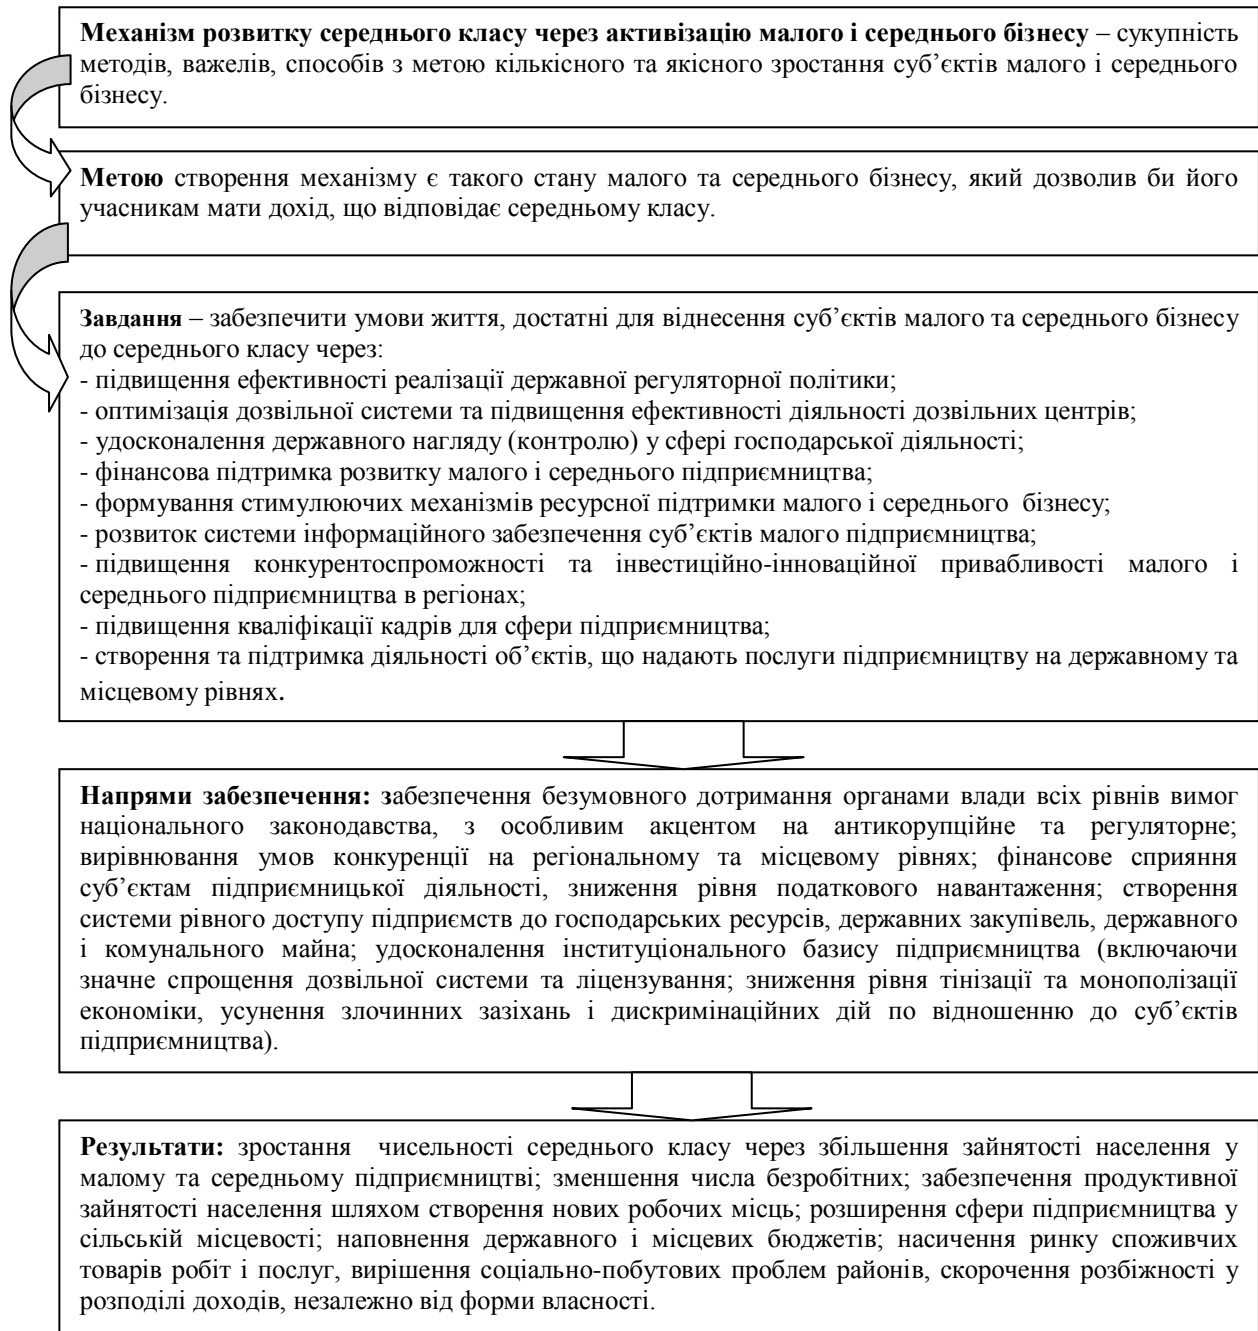 Механізм розвитку середнього класу через активізацію малого і середнього бізнесу – сукупність
методів, важелів, способів з метою кількісного та якісного зростання суб’єктів малого і середнього
бізнесу.
Метою створення механізму є такого стану малого та середнього бізнесу, який дозволив би його
учасникам мати дохід, що відповідає середньому класу.
Завдання – забезпечити умови життя, достатні для віднесення суб’єктів малого та середнього бізнесу
до середнього класу через:
- підвищення ефективності реалізації державної регуляторної політики;
- оптимізація дозвільної системи та підвищення ефективності діяльності дозвільних центрів;
- удосконалення державного нагляду (контролю) у сфері господарської діяльності;
- фінансова підтримка розвитку малого і середнього підприємництва;
- формування стимулюючих механізмів ресурсної підтримки малого і середнього бізнесу;
- розвиток системи інформаційного забезпечення суб’єктів малого підприємництва;
- підвищення конкурентоспроможності та інвестиційно-інноваційної привабливості малого і
середнього підприємництва в регіонах;
- підвищення кваліфікації кадрів для сфери підприємництва;
- створення та підтримка діяльності об’єктів, що надають послуги підприємництву на державному та
місцевому рівнях.
Напрями забезпечення: забезпечення безумовного дотримання органами влади всіх рівнів вимог
національного законодавства, з особливим акцентом на антикорупційне та регуляторне;
вирівнювання умов конкуренції на регіональному та місцевому рівнях; фінансове сприяння
суб’єктам підприємницької діяльності, зниження рівня податкового навантаження; створення
системи рівного доступу підприємств до господарських ресурсів, державних закупівель, державного
і комунального майна; удосконалення інституціонального базису підприємництва (включаючи
значне спрощення дозвільної системи та ліцензування; зниження рівня тінізації та монополізації
економіки, усунення злочинних зазіхань і дискримінаційних дій по відношенню до суб’єктів
підприємництва).
Результати: зростання чисельності середнього класу через збільшення зайнятості населення у
малому та середньому підприємництві; зменшення числа безробітних; забезпечення продуктивної
зайнятості населення шляхом створення нових робочих місць; розширення сфери підприємництва у
сільській місцевості; наповнення державного і місцевих бюджетів; насичення ринку споживчих
товарів робіт і послуг, вирішення соціально-побутових проблем районів, скорочення розбіжності у
розподілі доходів, незалежно від форми власності.